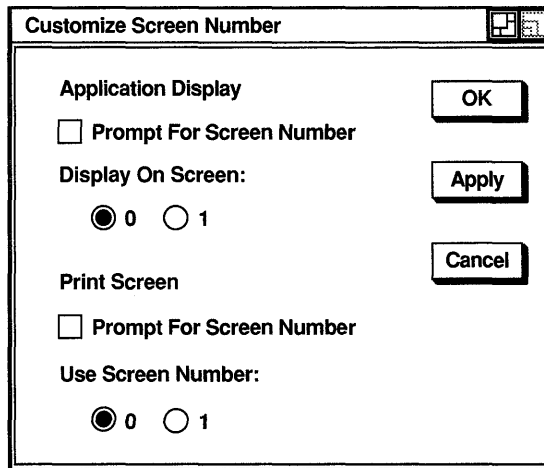 Customize Screen Number
Application Display
OK
Prompt For Screen Number
Display On Screen:
Apply
0 1
Cancel
Print Screen
Prompt For Screen Number
Use Screen Number:
0 1